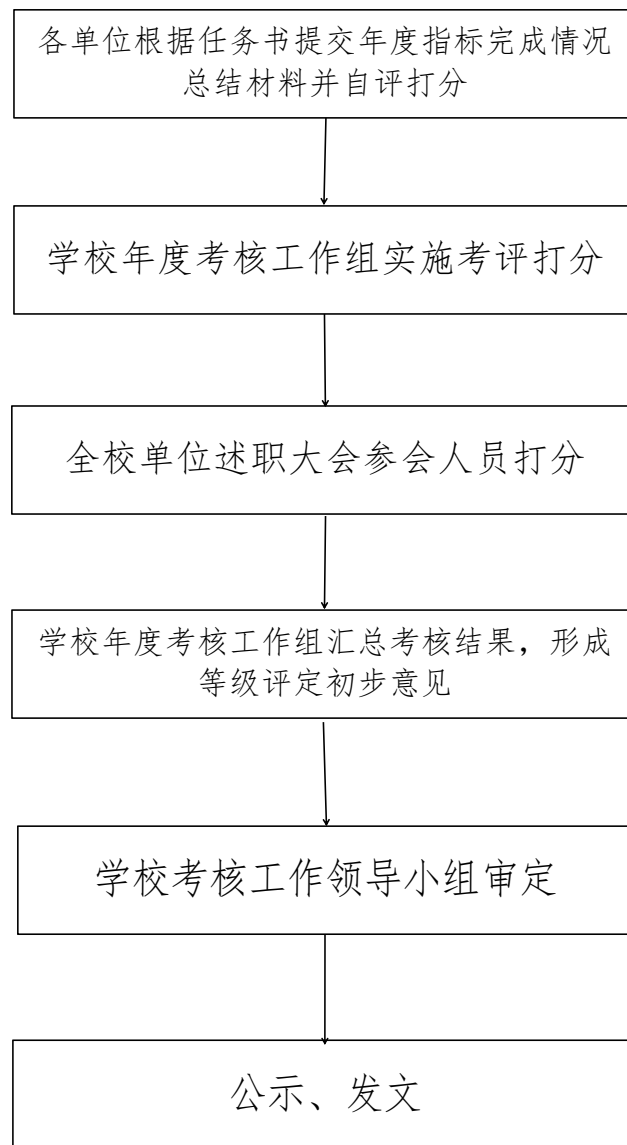 各单位根据任务书提交年度指标完成情况
总结材料并自评打分
学校年度考核工作组实施考评打分
全校单位述职大会参会人员打分
学校年度考核工作组汇总考核结果，形成
等级评定初步意见
学校考核工作领导小组审定
公示、发文